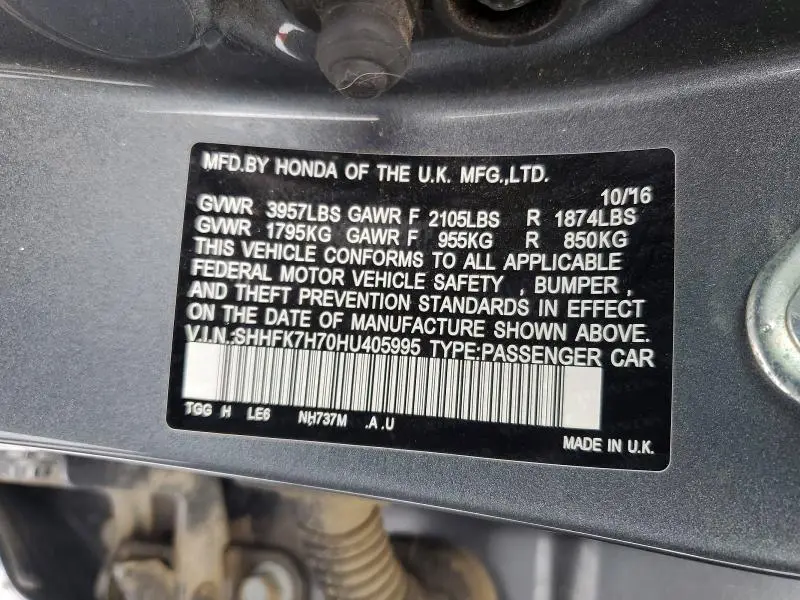 MFD.BY HONDA OF THE U.K. MFG.,LTD.
10/16
GVWR 3957LBS GAWR F 2105LBS R 1874LBS
GVWR 1795KG GAWR F 955KG R 850KG
THIS VEHICLE CONFORMS TO ALL APPLICABLE
FEDERAL MOTOR VEHICLE SAFETY , BUMPER ,
AND THEFT PREVENTION STANDARDS IN EFFECT
ON THE DATE OF MANUFACTURE SHOWN ABOVE.
V.I.N.:SHHFK7H70HU405995 TYPE:PASSENGER CAR
TGG H LE6 NH737M .A .U
MADE IN U.K.